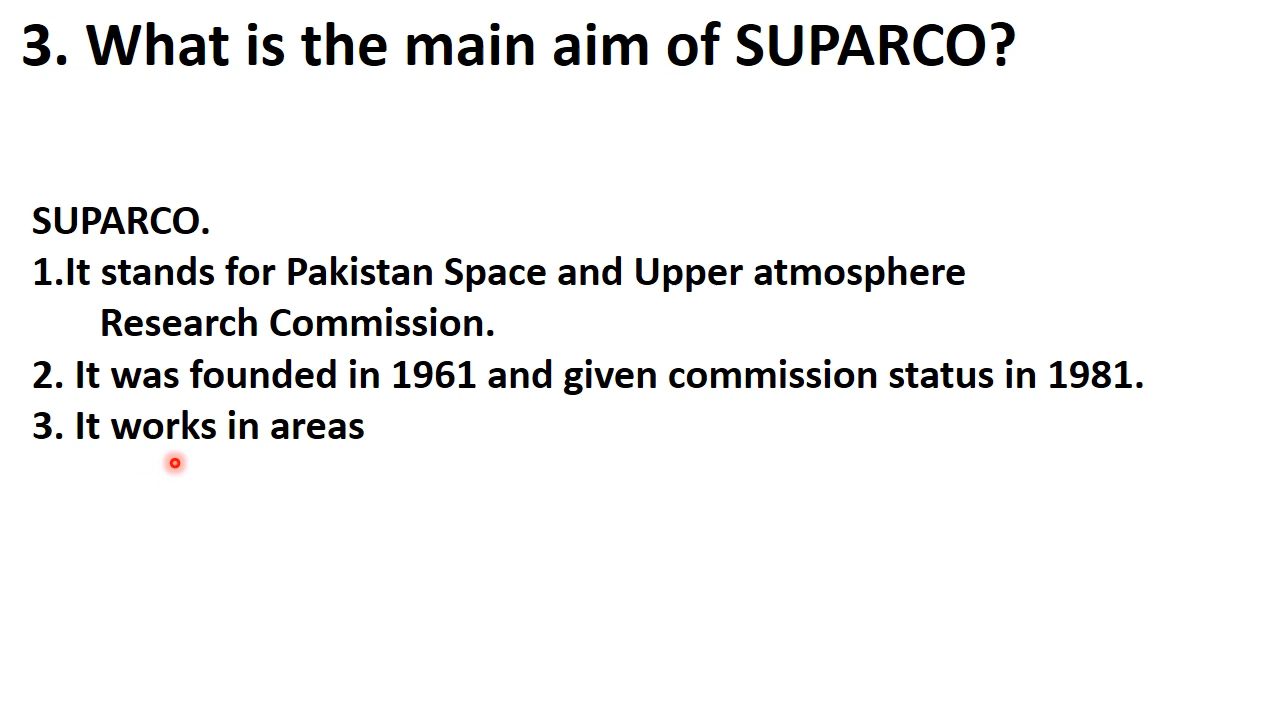 3. What is the main aim of SUPARCO?
SUPARCO.
1.It stands for Pakistan Space and Upper atmosphere
Research Commission.
2. It was founded in 1961 and given commission status in 1981.
3. It works in areas